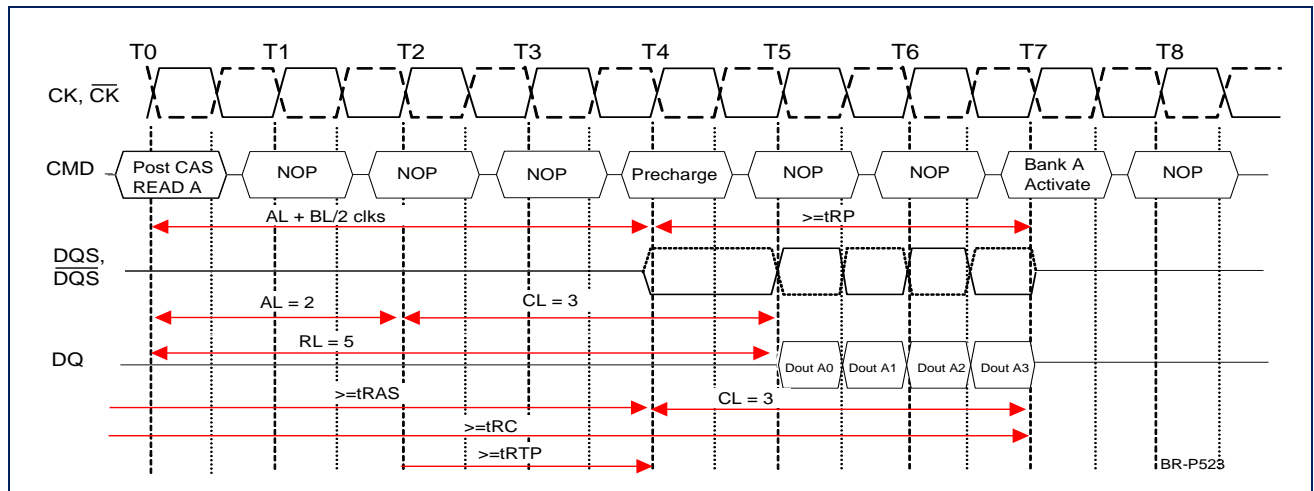 T0 T1 T2 T3 T4 T5 T6 T7 T8
CK, CK
CMD Post CAS READ A NOP NOP NOP Precharge NOP NOP Bank A Activate NOP
AL + BL/2 clks >=tRP
DQS,
DQS
AL = 2 CL = 3
RL = 5
DQ Dout A0 Dout A1 Dout A2 Dout A3
>=tRAS CL = 3
>=tRC
>=tRTP
BR-P523